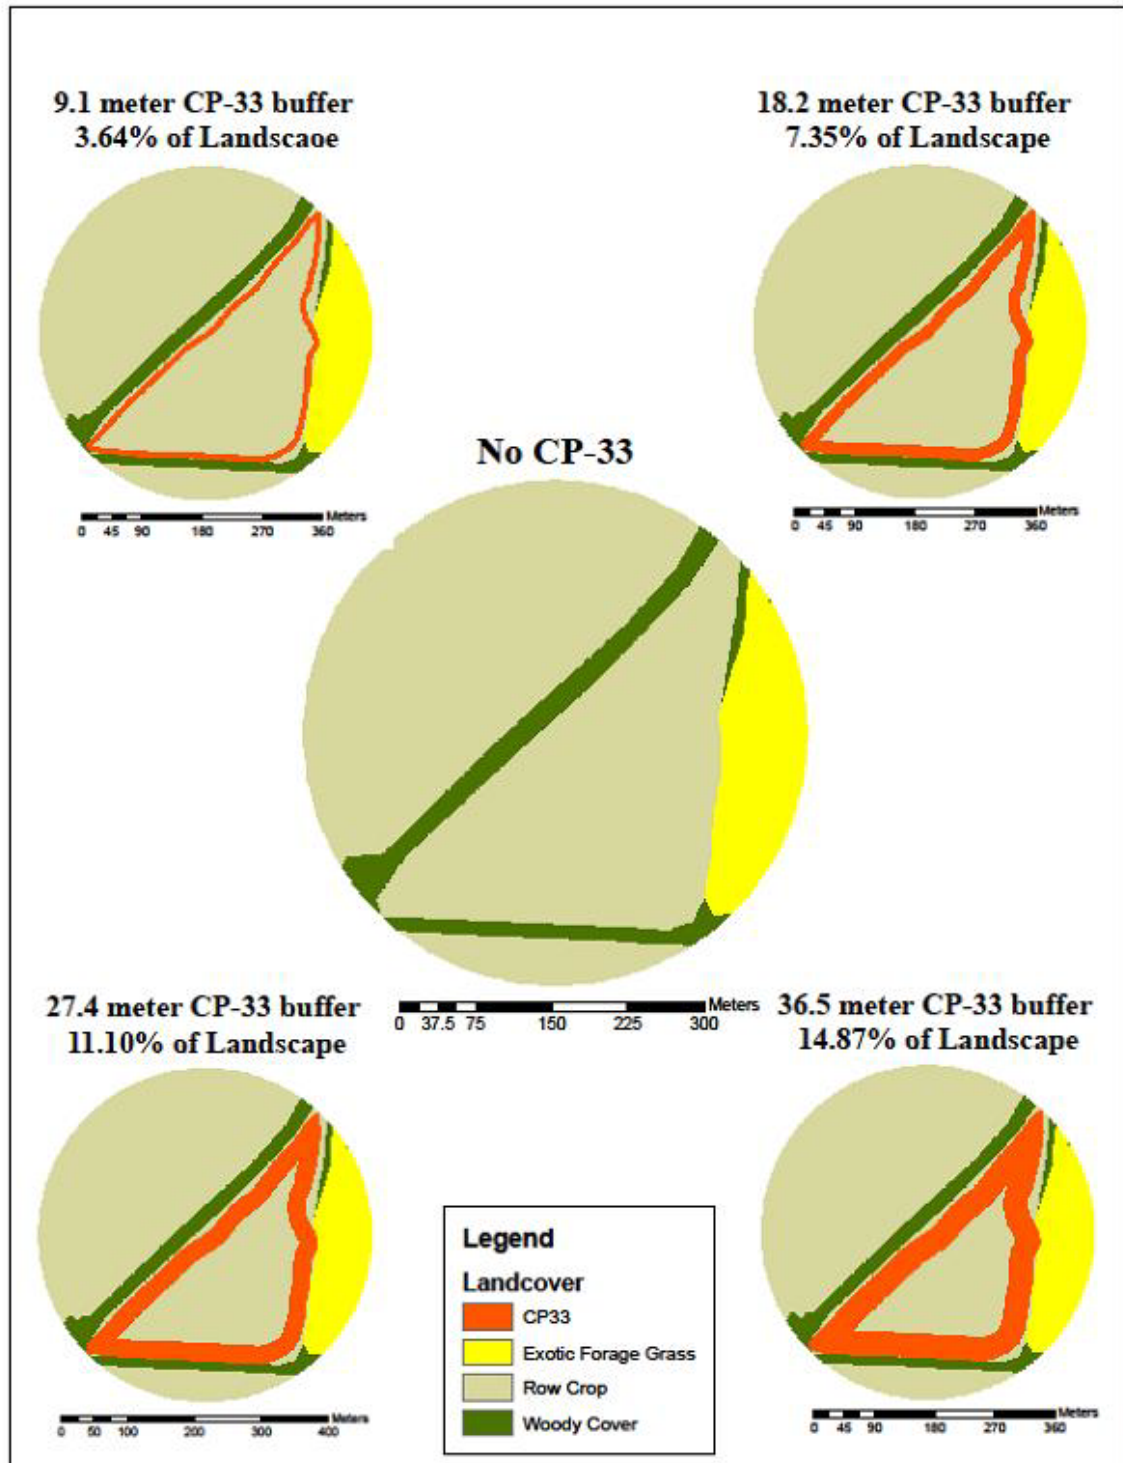 9.1 meter CP-33 buffer
3.64% of Landscaoe
18.2 meter CP-33 buffer
7.35% of Landscape
Meters
0 45 90 180 270 360
Meters
0 45 90 180 270 360
No CP-33
Meters
0 37.5 75 150 225 300
27.4 meter CP-33 buffer
11.10% of Landscape
36.5 meter CP-33 buffer
14.87% of Landscape
Meters
0 50 100 200 300 400
Legend
Landcover
CP33
Exotic Forage Grass
Row Crop
Woody Cover
Meters
0 45 90 180 270 360